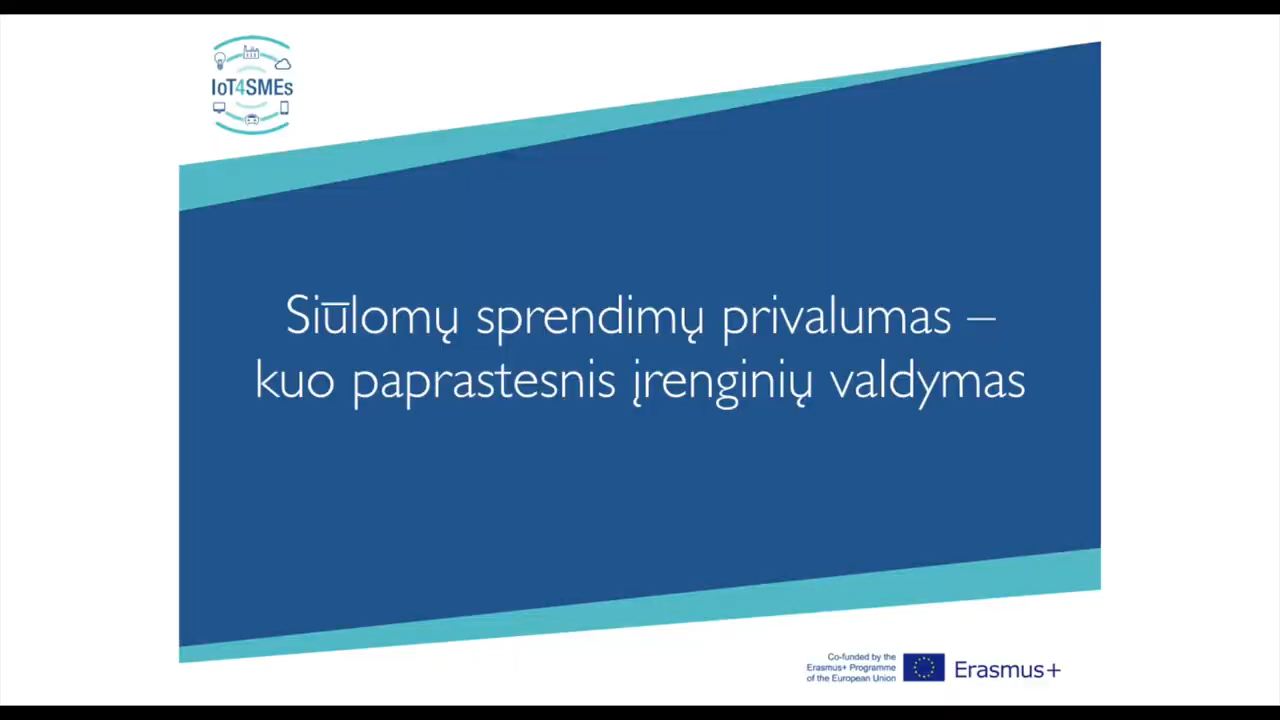 IoT4SMEs
Siūlomų sprendimų privalumas –
kuo paprastesnis įrenginių valdymas
Co-funded by the
Erasmus+ Programme
of the European Union
Erasmus+